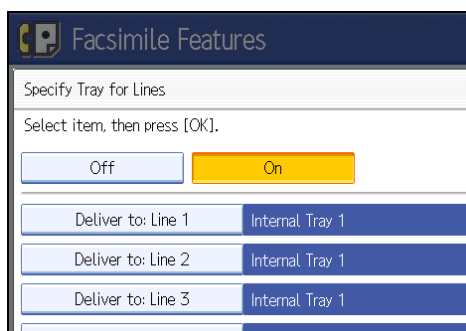 Facsimile Features
Specify Tray for Lines
Select item, then press [OK].
Off On
Deliver to: Line 1 Internal Tray 1
Deliver to: Line 2 Internal Tray 1
Deliver to: Line 3 Internal Tray 1